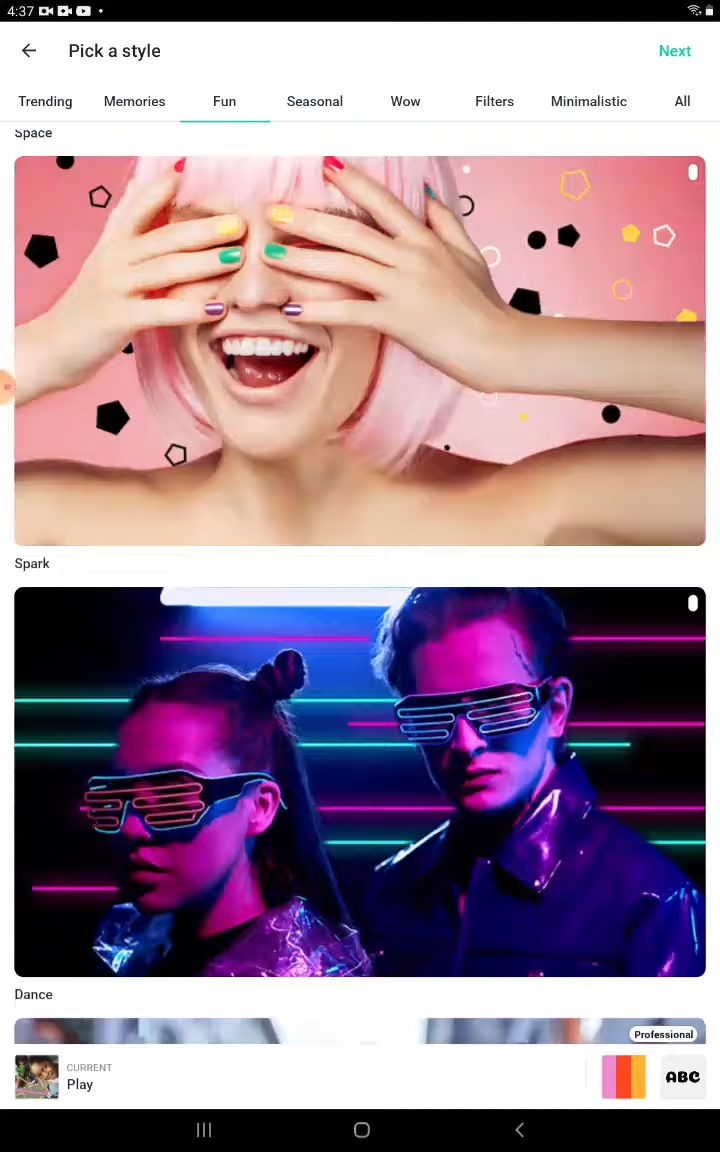 4:37
Pick a style
Next
Trending Memories Fun Seasonal Wow Filters Minimalistic All
Space
Spark
Dance
Professional
CURRENT
Play
ABC